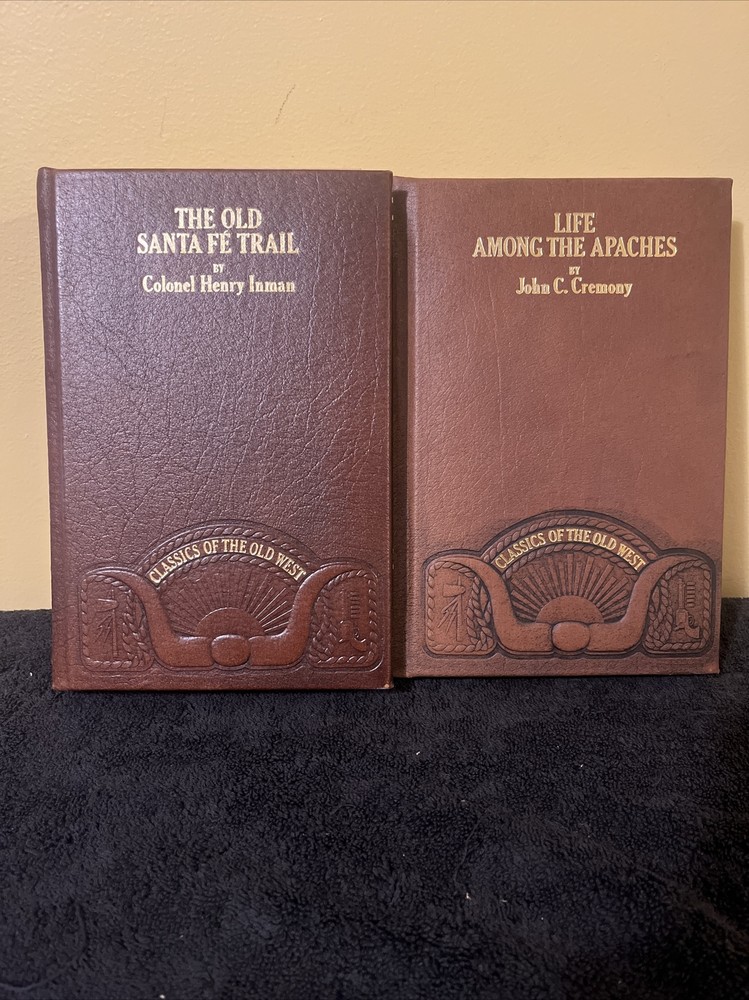 THE OLD
SANTA FÉ TRAIL
BY
Colonel Henry Inman
CLASSICS OF THE OLD WEST
LIFE
AMONG THE APACHES
BY
John C. Cremony
CLASSICS OF THE OLD WEST